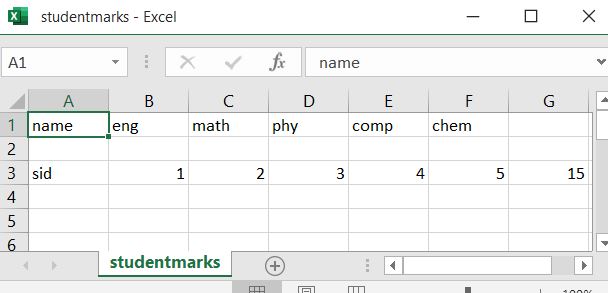 studentmarks - Excel
A1 fx name
A B C D E F G
1 name eng math phy comp chem
2
3 sid 1 2 3 4 5 15
4
5
6
studentmarks